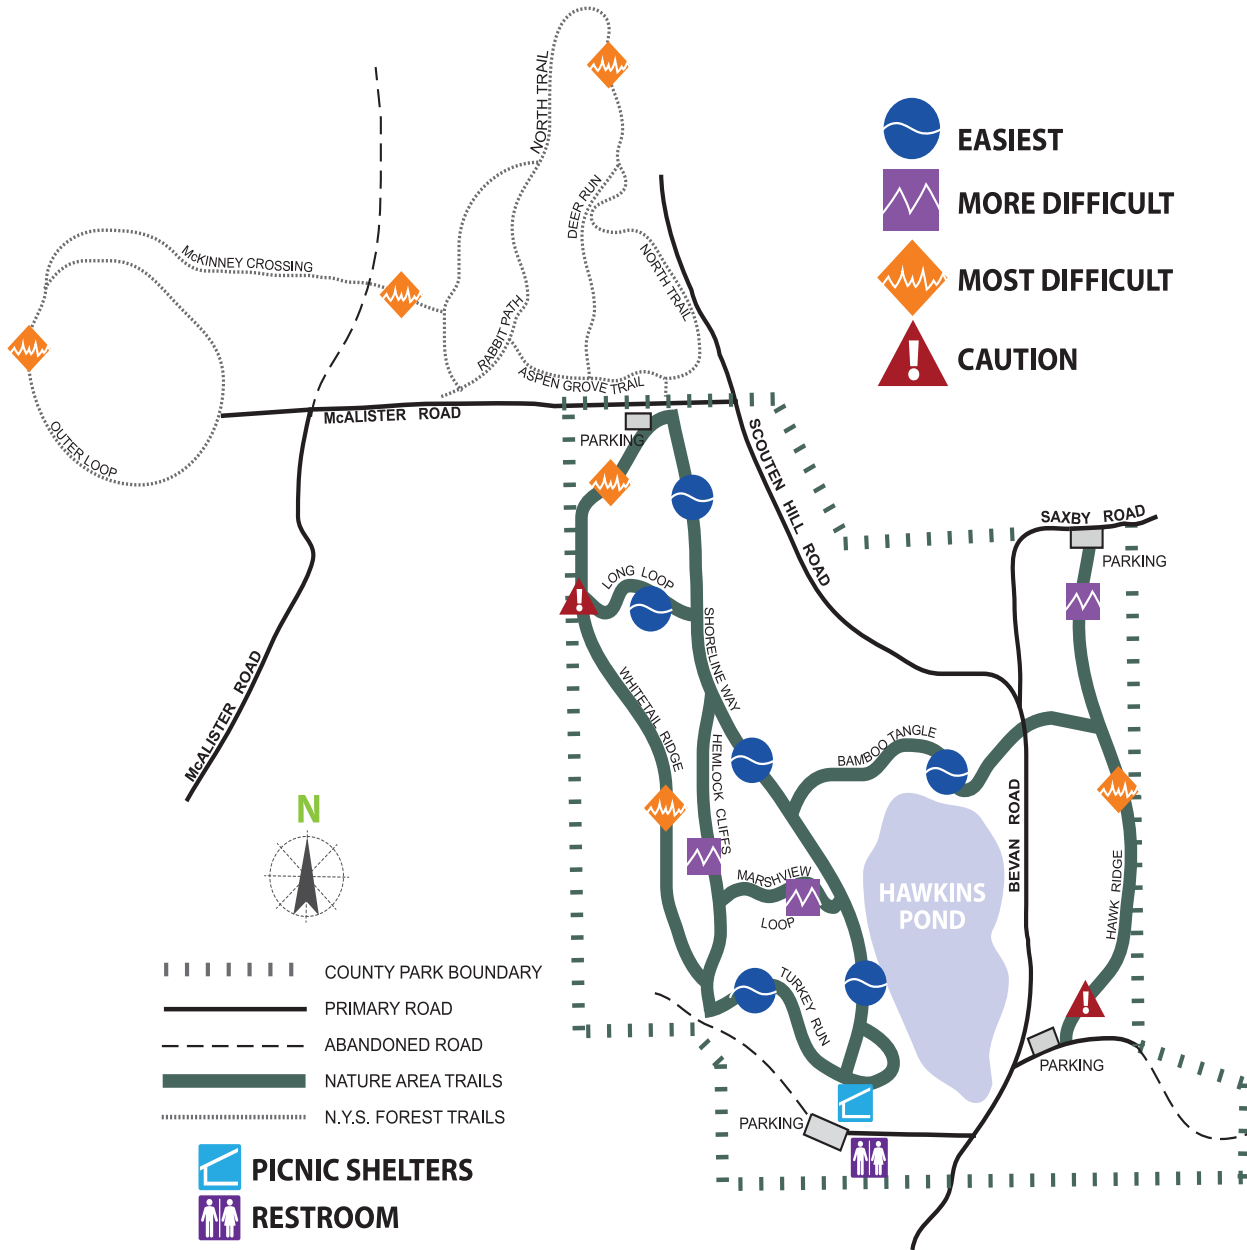 NORTH TRAIL
EASIEST
MORE DIFFICULT
MOST DIFFICULT
CAUTION
DEER RUN
NORTH TRAIL
McKINNEY CROSSING
RABBIT PATH
ASPEN GROVE TRAIL
OUTER LOOP
McALISTER ROAD
PARKING
SCOUTEN HILL ROAD
SAXBY ROAD
PARKING
LONG LOOP
SHORELINE WAY
WHITETAIL RIDGE
McALISTER ROAD
HEMLOCK CLIFFS
BAMBOO TANGLE
BEVAN ROAD
HAWK RIDGE
MARSHVIEW
LOOP
HAWKINS
POND
TURKEY RUN
PARKING
PARKING
N
COUNTY PARK BOUNDARY
PRIMARY ROAD
ABANDONED ROAD
NATURE AREA TRAILS
N.Y.S. FOREST TRAILS
PICNIC SHELTERS
RESTROOM